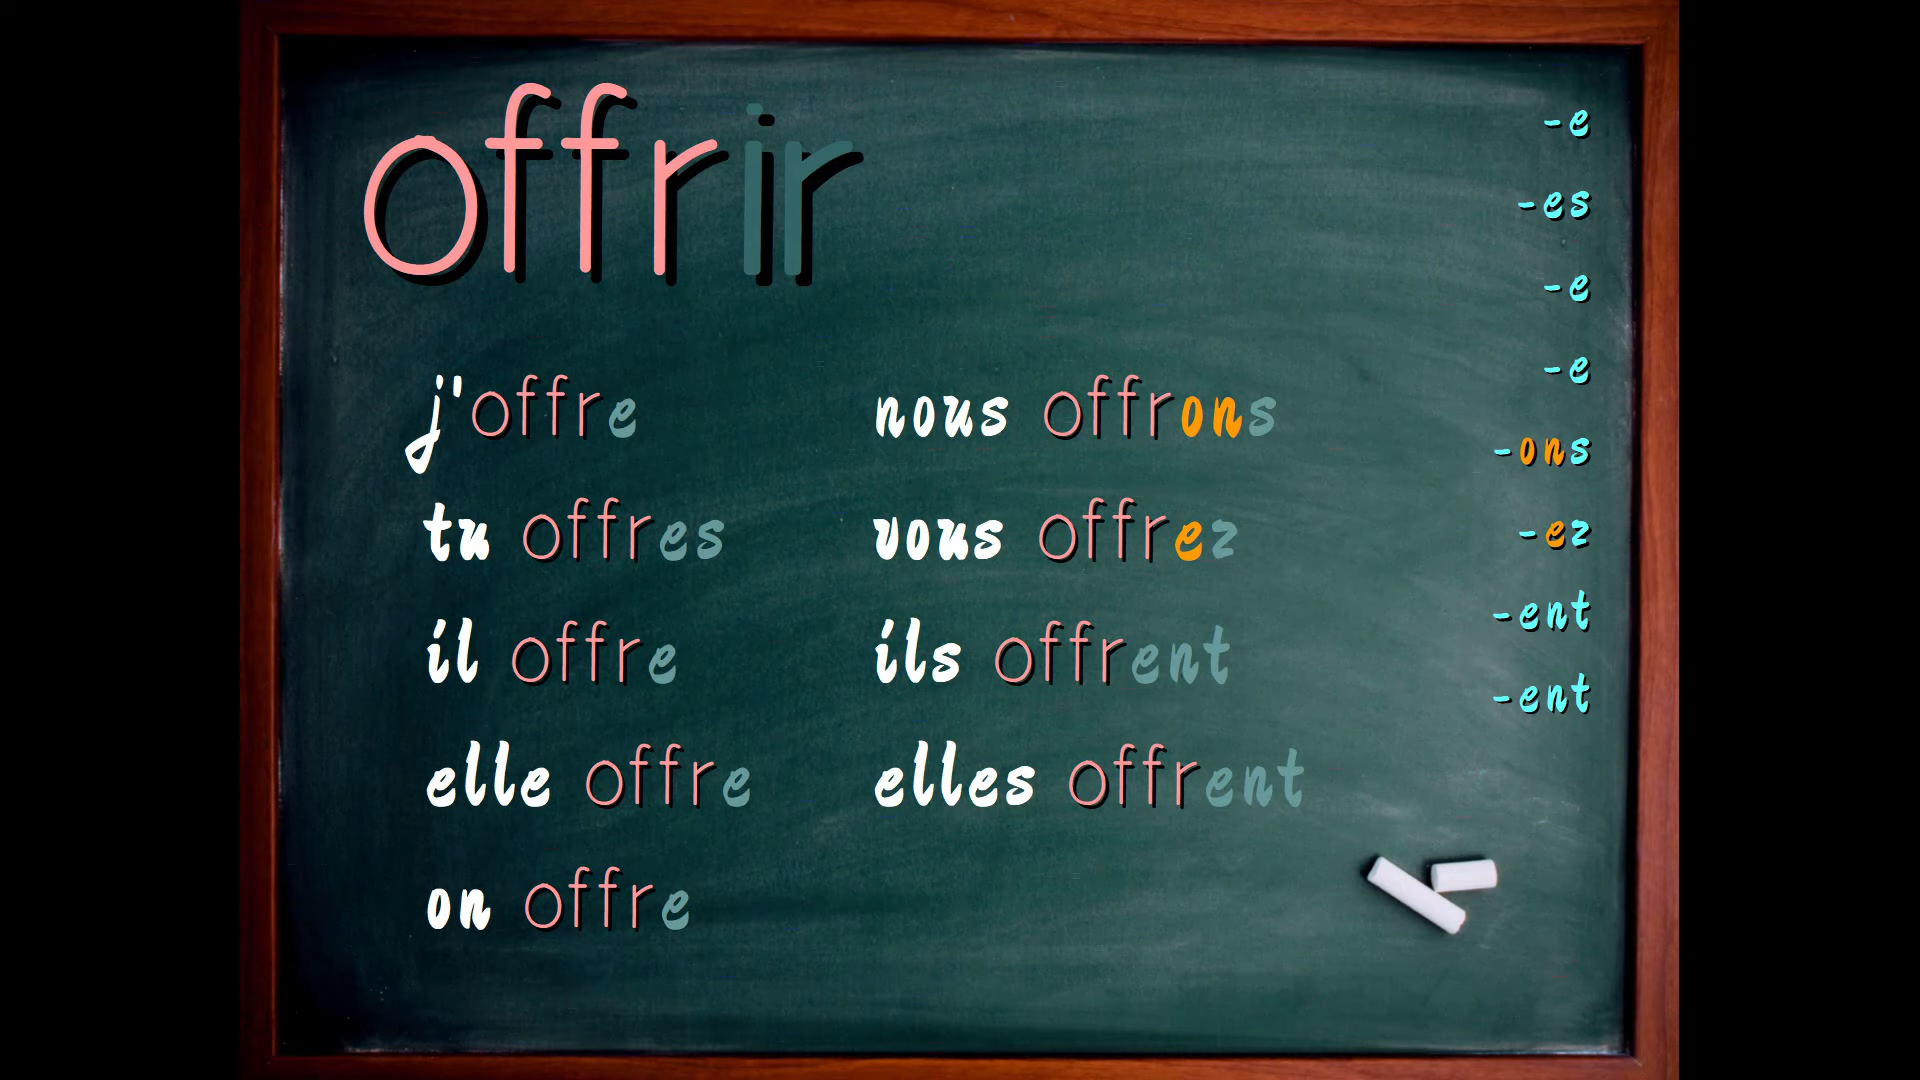 offrir
j'offre
tu offres
il offre
elle offre
on offre
nous offrons
vous offrez
ils offrent
elles offrent
-e
-es
-e
-e
-ons
-ez
-ent
-ent